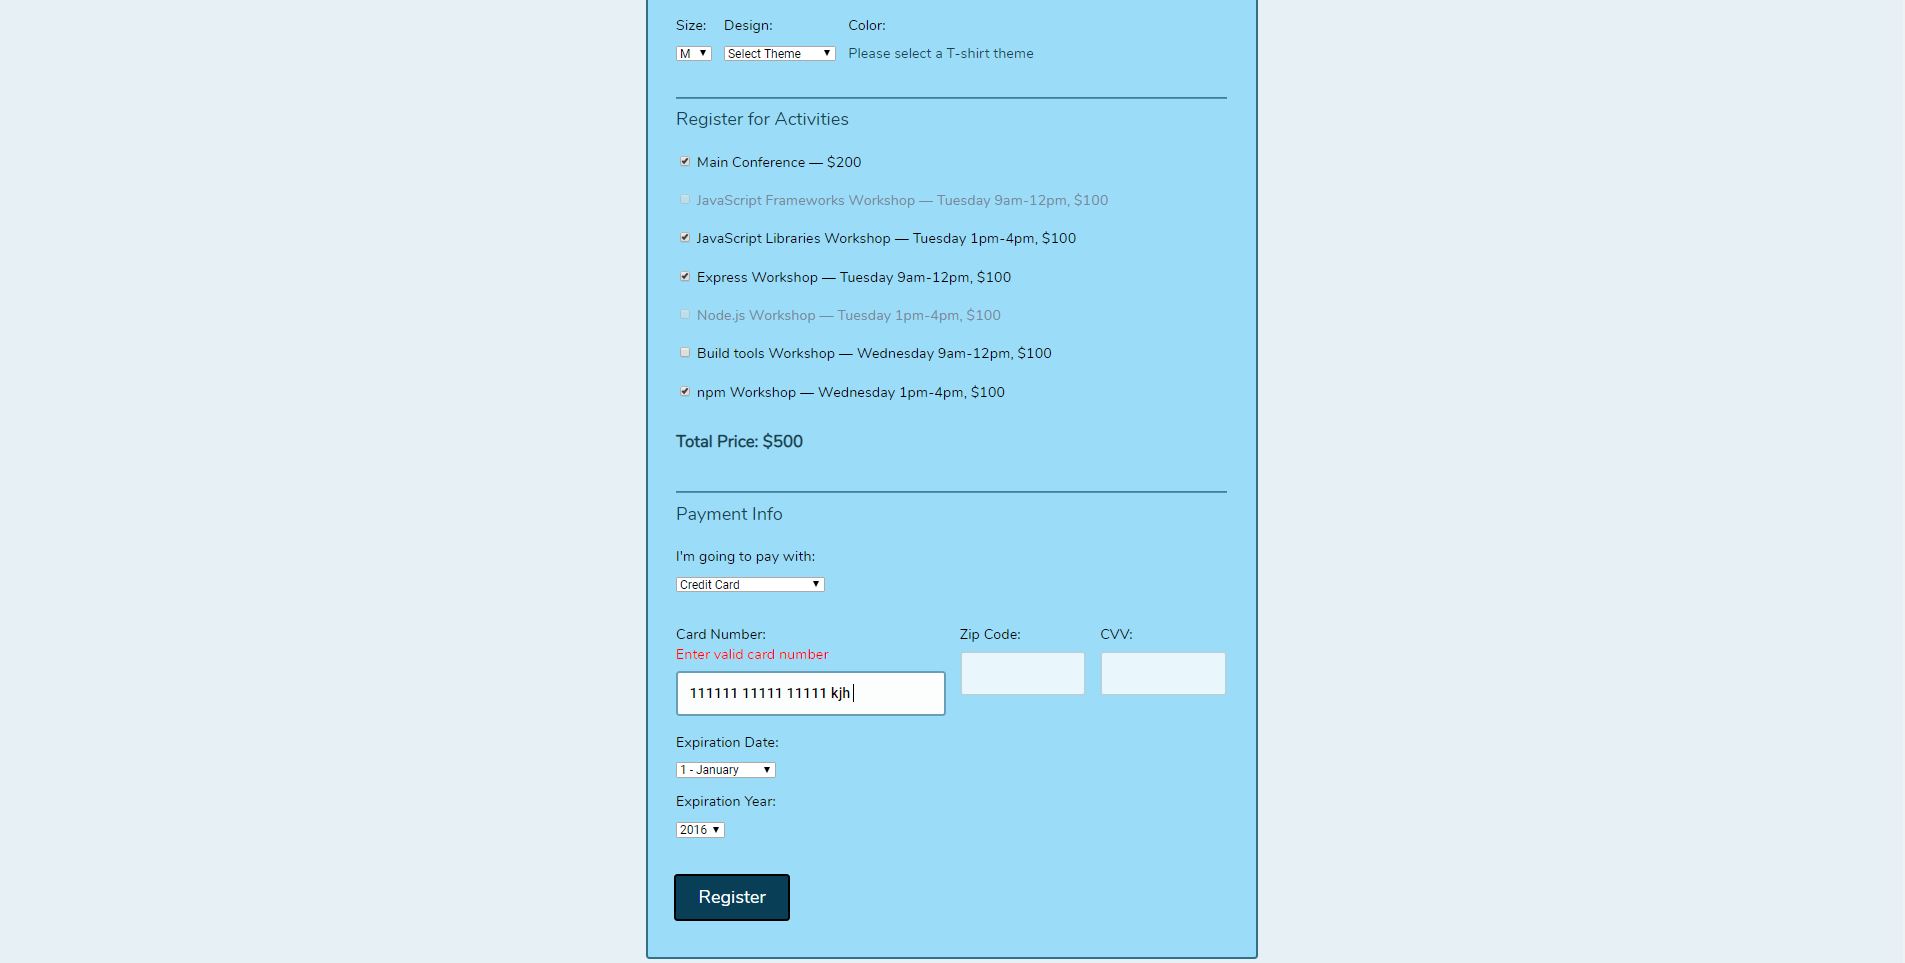 Size: Design: Color:
M Select Theme Please select a T-shirt theme
Register for Activities
Main Conference — $200
JavaScript Frameworks Workshop — Tuesday 9am-12pm, $100
JavaScript Libraries Workshop — Tuesday 1pm-4pm, $100
Express Workshop — Tuesday 9am-12pm, $100
Node.js Workshop — Tuesday 1pm-4pm, $100
Build tools Workshop — Wednesday 9am-12pm, $100
npm Workshop — Wednesday 1pm-4pm, $100
Total Price: $500
Payment Info
I'm going to pay with:
Credit Card
Card Number: Zip Code: CVV:
Enter valid card number
111111 11111 11111 kjh
Expiration Date:
1 - January
Expiration Year:
2016
Register